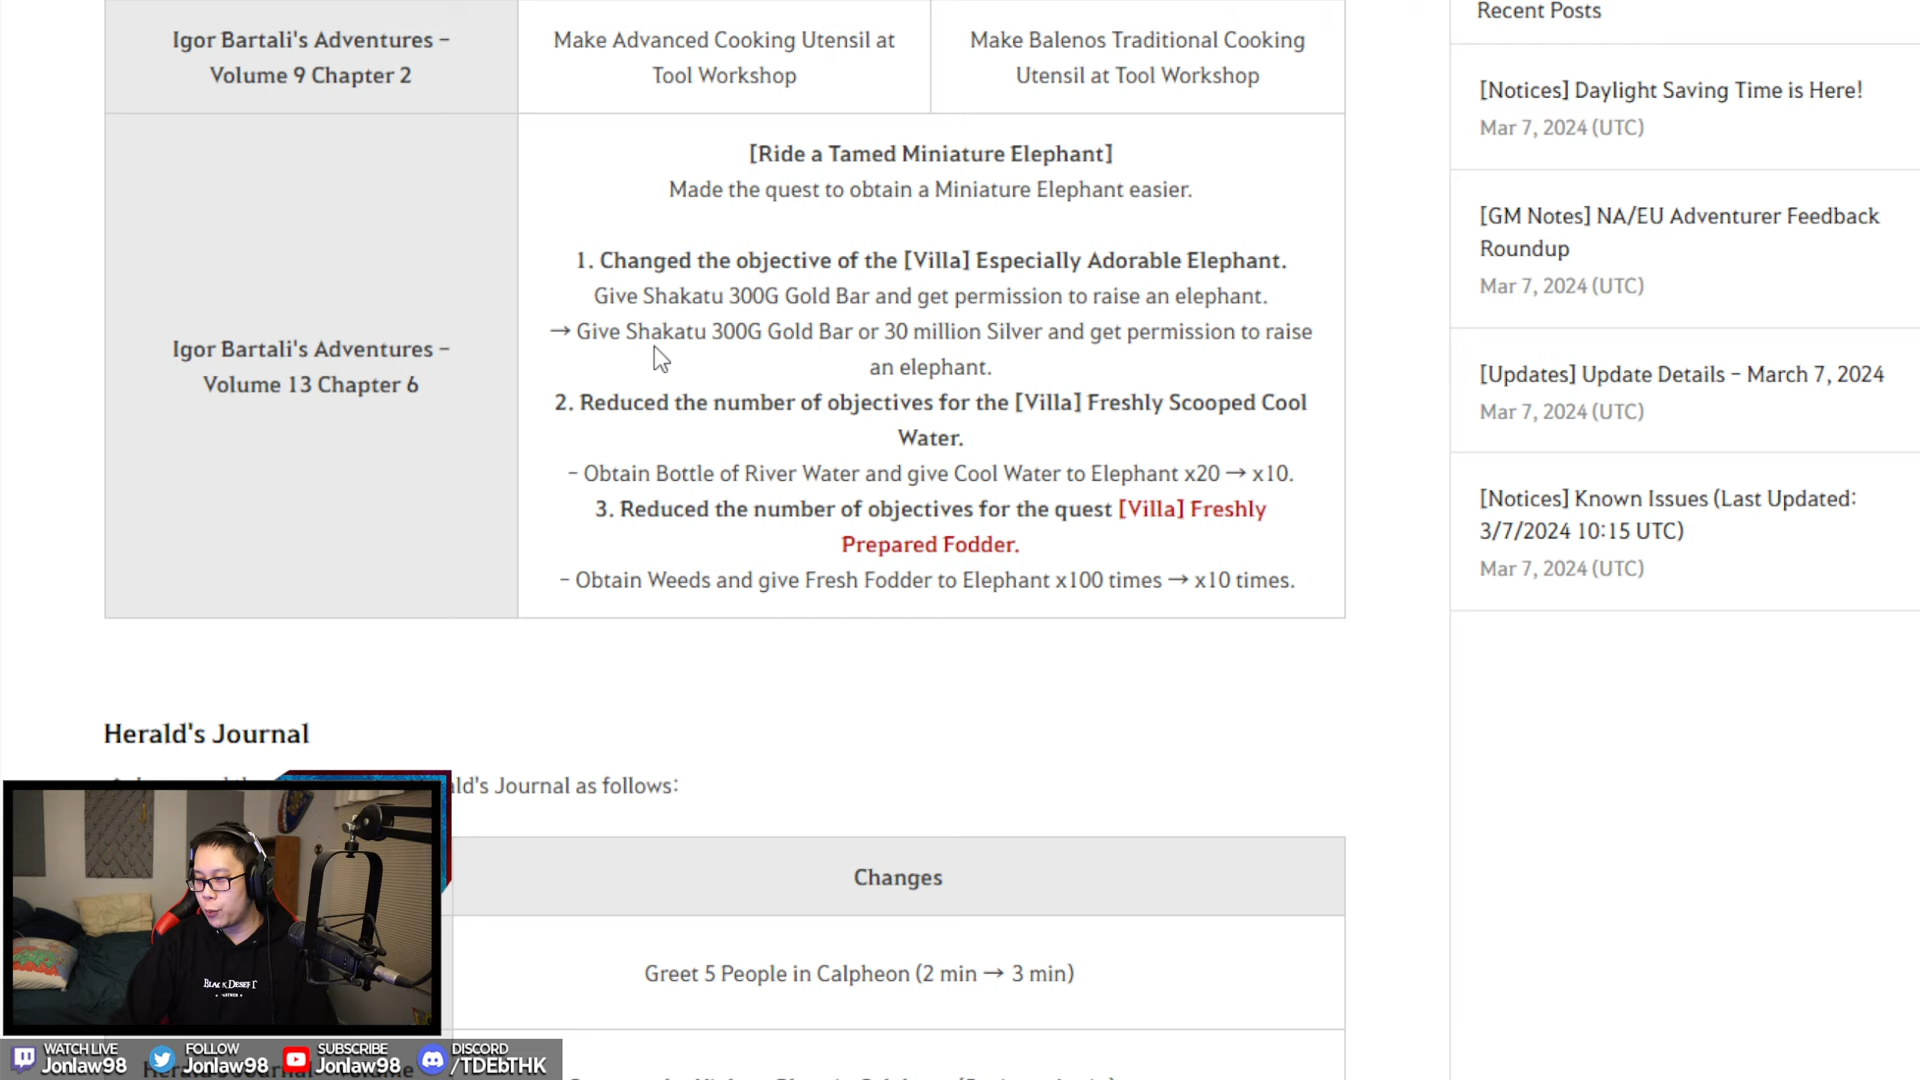 Igor Bartali's Adventures –
Volume 9 Chapter 2
Make Advanced Cooking Utensil at
Tool Workshop
Make Balenos Traditional Cooking
Utensil at Tool Workshop
Igor Bartali's Adventures –
Volume 13 Chapter 6
[Ride a Tamed Miniature Elephant]
Made the quest to obtain a Miniature Elephant easier.
1. Changed the objective of the [Villa] Especially Adorable Elephant.
Give Shakatu 300G Gold Bar and get permission to raise an elephant.
→ Give Shakatu 300G Gold Bar or 30 million Silver and get permission to raise
an elephant.
2. Reduced the number of objectives for the [Villa] Freshly Scooped Cool
Water.
– Obtain Bottle of River Water and give Cool Water to Elephant x20 → x10.
3. Reduced the number of objectives for the quest [Villa] Freshly
Prepared Fodder.
– Obtain Weeds and give Fresh Fodder to Elephant x100 times → x10 times.
Herald's Journal
ld's Journal as follows:
Changes
Greet 5 People in Calpheon (2 min → 3 min)
Recent Posts
[Notices] Daylight Saving Time is Here!
Mar 7, 2024 (UTC)
[GM Notes] NA/EU Adventurer Feedback
Roundup
Mar 7, 2024 (UTC)
[Updates] Update Details – March 7, 2024
Mar 7, 2024 (UTC)
[Notices] Known Issues (Last Updated:
3/7/2024 10:15 UTC)
Mar 7, 2024 (UTC)
BLACK DESERT
PARTNER
WATCH LIVE
Jonlaw98
FOLLOW
Jonlaw98
SUBSCRIBE
Jonlaw98
DISCORD
/TDEbTHK